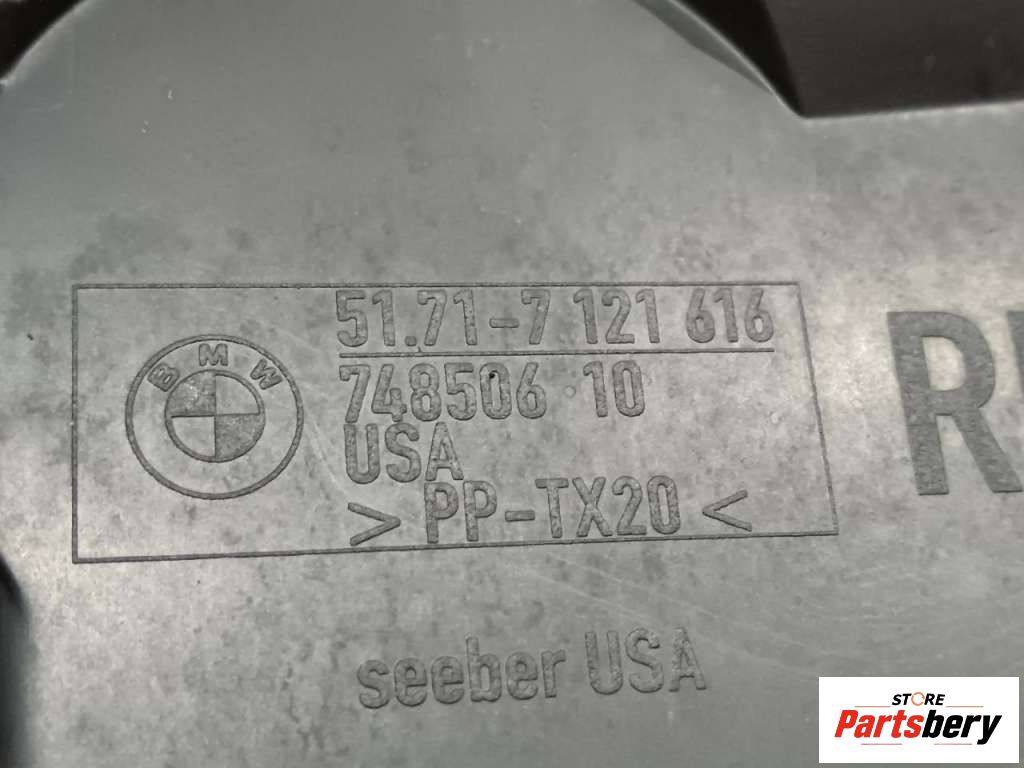 51.71-7 121 616
BMW
748506 10
USA
> PP-TX20 <
seeber USA
STORE
Partsbery